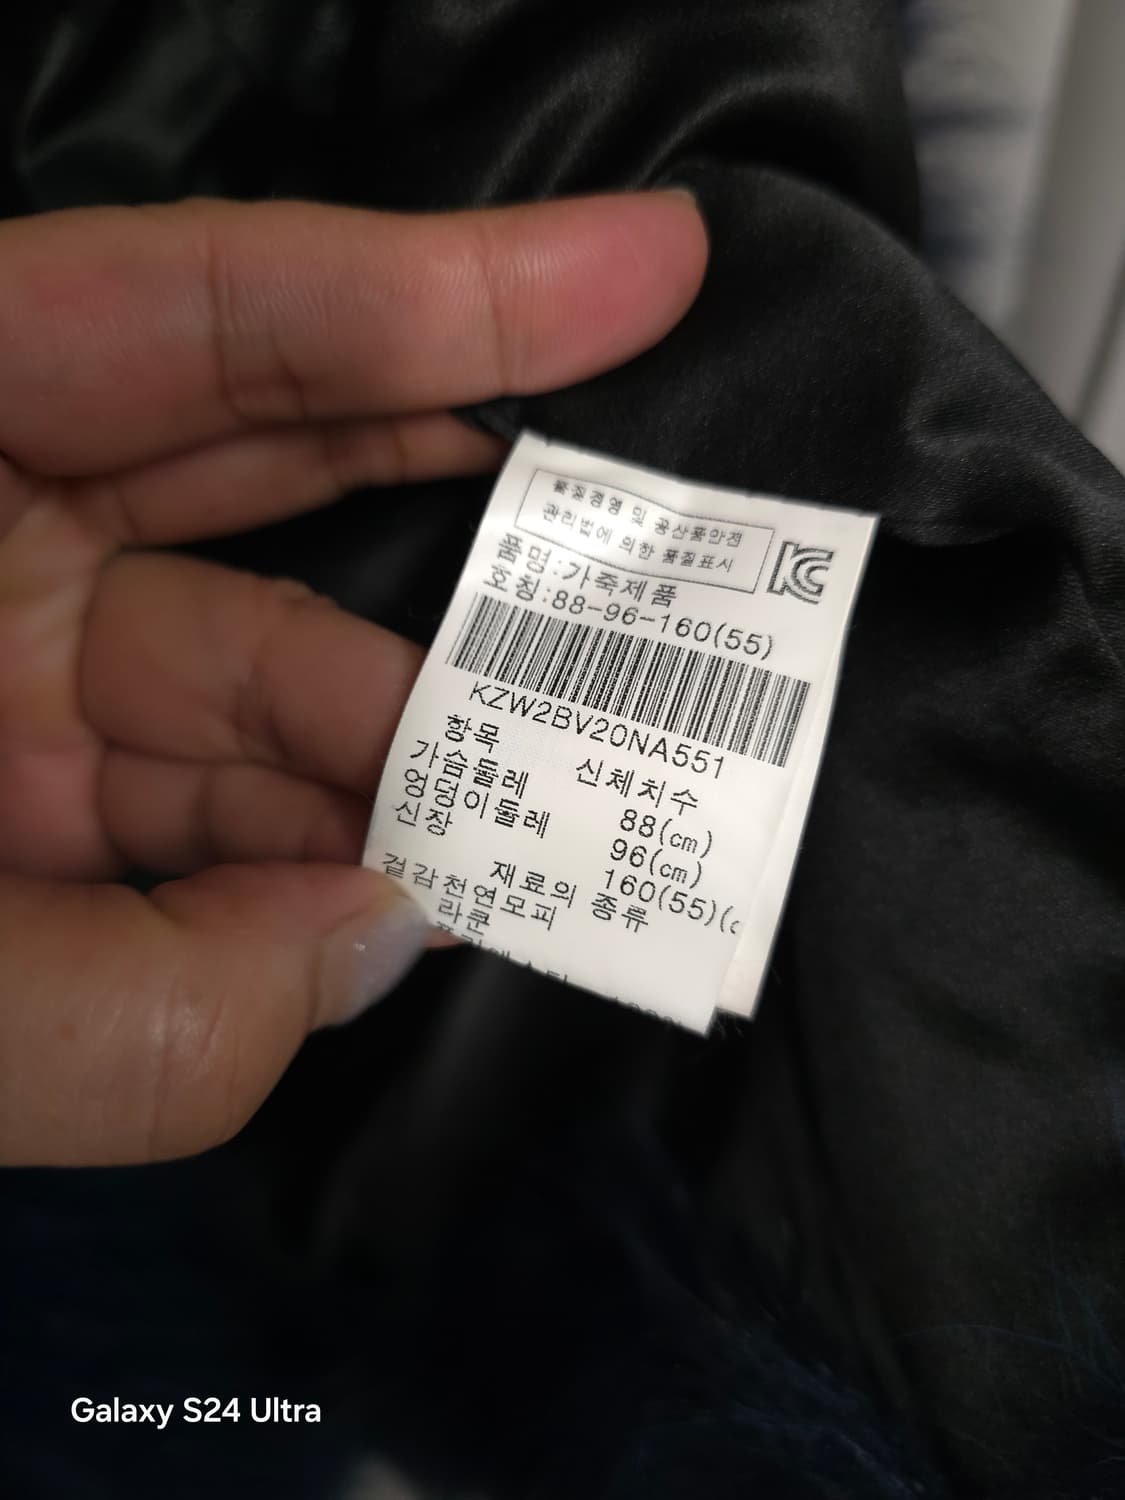 품질경영 및 공산품안전
관리법에 의한 품질표시
KC
품명:가죽제품
호칭:88-96-160(55)
KZW2BV20NA551
항목 신체치수
가슴둘레 88(cm)
엉덩이둘레 96(cm)
신장 160(55)(
재료의 종류
겉감천연모피
라쿤
Galaxy S24 Ultra